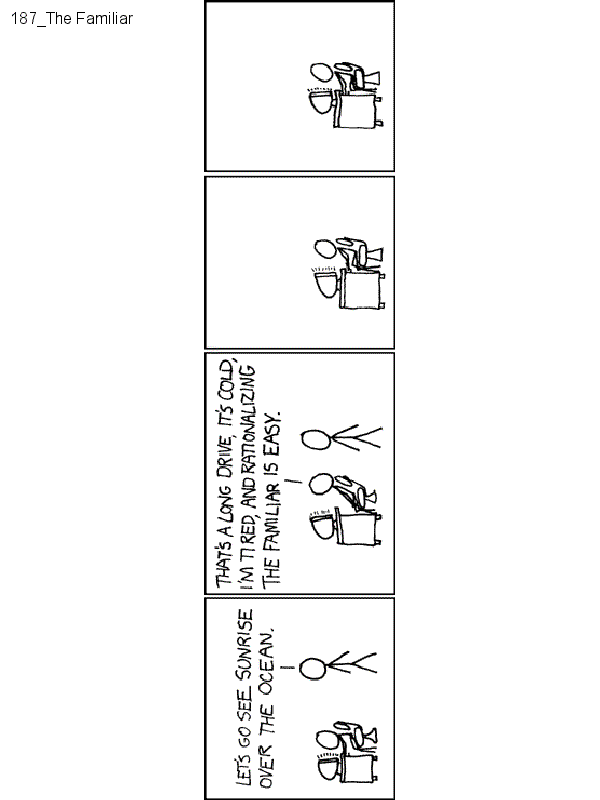 187_The Familiar
LET'S GO SEE SUNRISE
OVER THE OCEAN.
THAT'S A LONG DRIVE, IT'S COLD,
I'M TIRED, AND RATIONALIZING
THE FAMILIAR IS EASY.